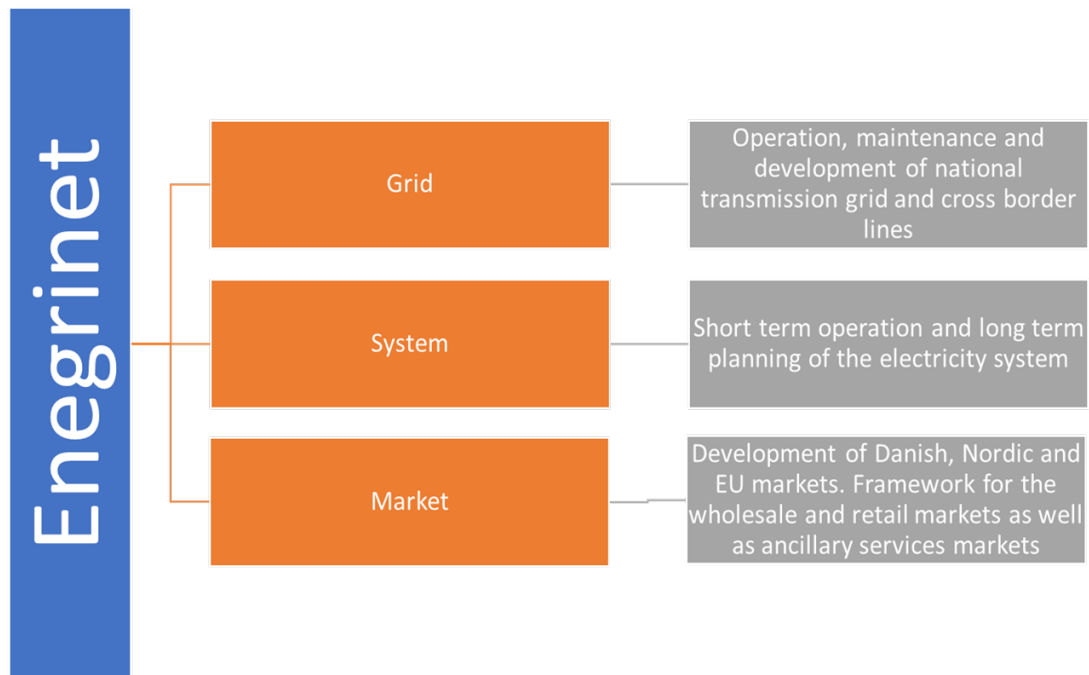 Enegrinet
Grid
Operation, maintenance and
development of national
transmission grid and cross border
lines
System
Short term operation and long term
planning of the electricity system
Market
Development of Danish, Nordic and
EU markets. Framework for the
wholesale and retail markets as well
as ancillary services markets